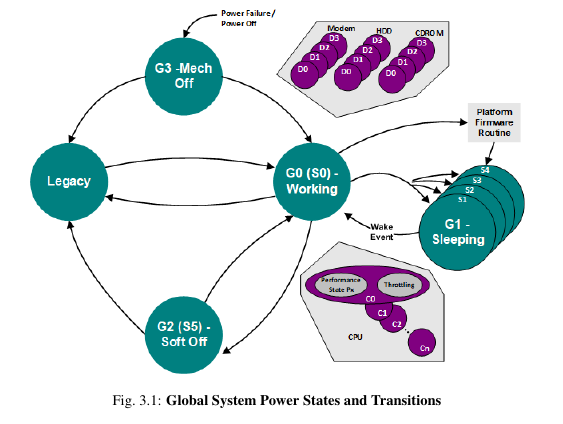 Power Failure /
Power Off
G3 -Mech
Off
Modem
HDD
CDROM
D3
D2
D1
D0
D3
D2
D1
D0
D3
D2
D1
D0
Platform
Firmware
Routine
Legacy
G0 (S0) -
Working
S4
S3
S2
S1
G1 -
Sleeping
Wake
Event
G2 (S5) -
Soft Off
Performance
State Px
Throttling
C0
C1
C2
Cn
CPU
Fig. 3.1: Global System Power States and Transitions